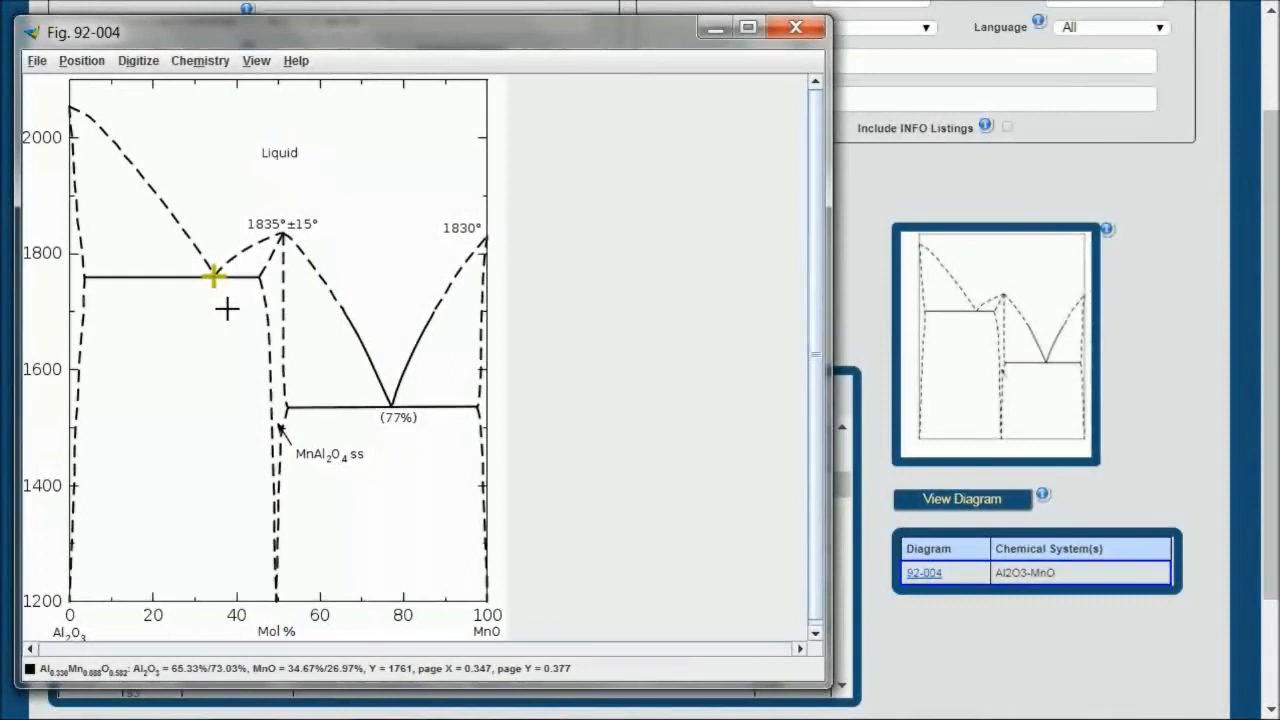 Fig. 92-004
File Position Digitize Chemistry View Help
Language All
Include INFO Listings
2000
Liquid
1835°±15°
1830°
1800
1600
(77%)
MnAl2O4 ss
1400
1200
0 20 40 60 80 100
Al2O3 Mol % MnO
Al0.336Mn0.088O0.582: Al2O3 = 65.33%/73.03%, MnO = 34.67%/26.97%, Y = 1761, page X = 0.347, page Y = 0.377
View Diagram
Diagram Chemical System(s)
92-004 Al2O3-MnO